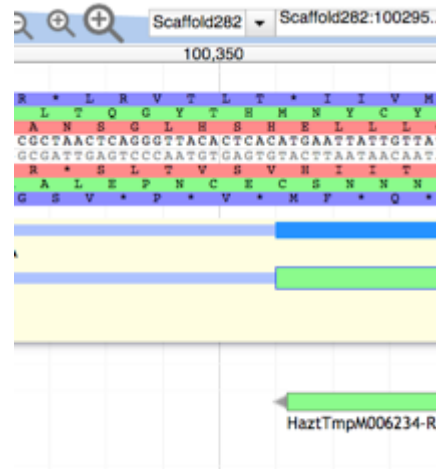 Scaffold282 Scaffold282:100295..
100,350
R * L R V T L T * I I V M
L T Q G Y T H M N Y C Y
A N S G L H S H E L L L
CGCTAACTCAGGGTTACACTCACATGAATTATTGTTA
GCGATTGAGTCCCAATGTGAGTGTACTTAATAACAAT
R * S L T V S V H I I T
A L E P N C E C S N N N
G S V * P * V * M F * Q *
HaztTmpM006234-R